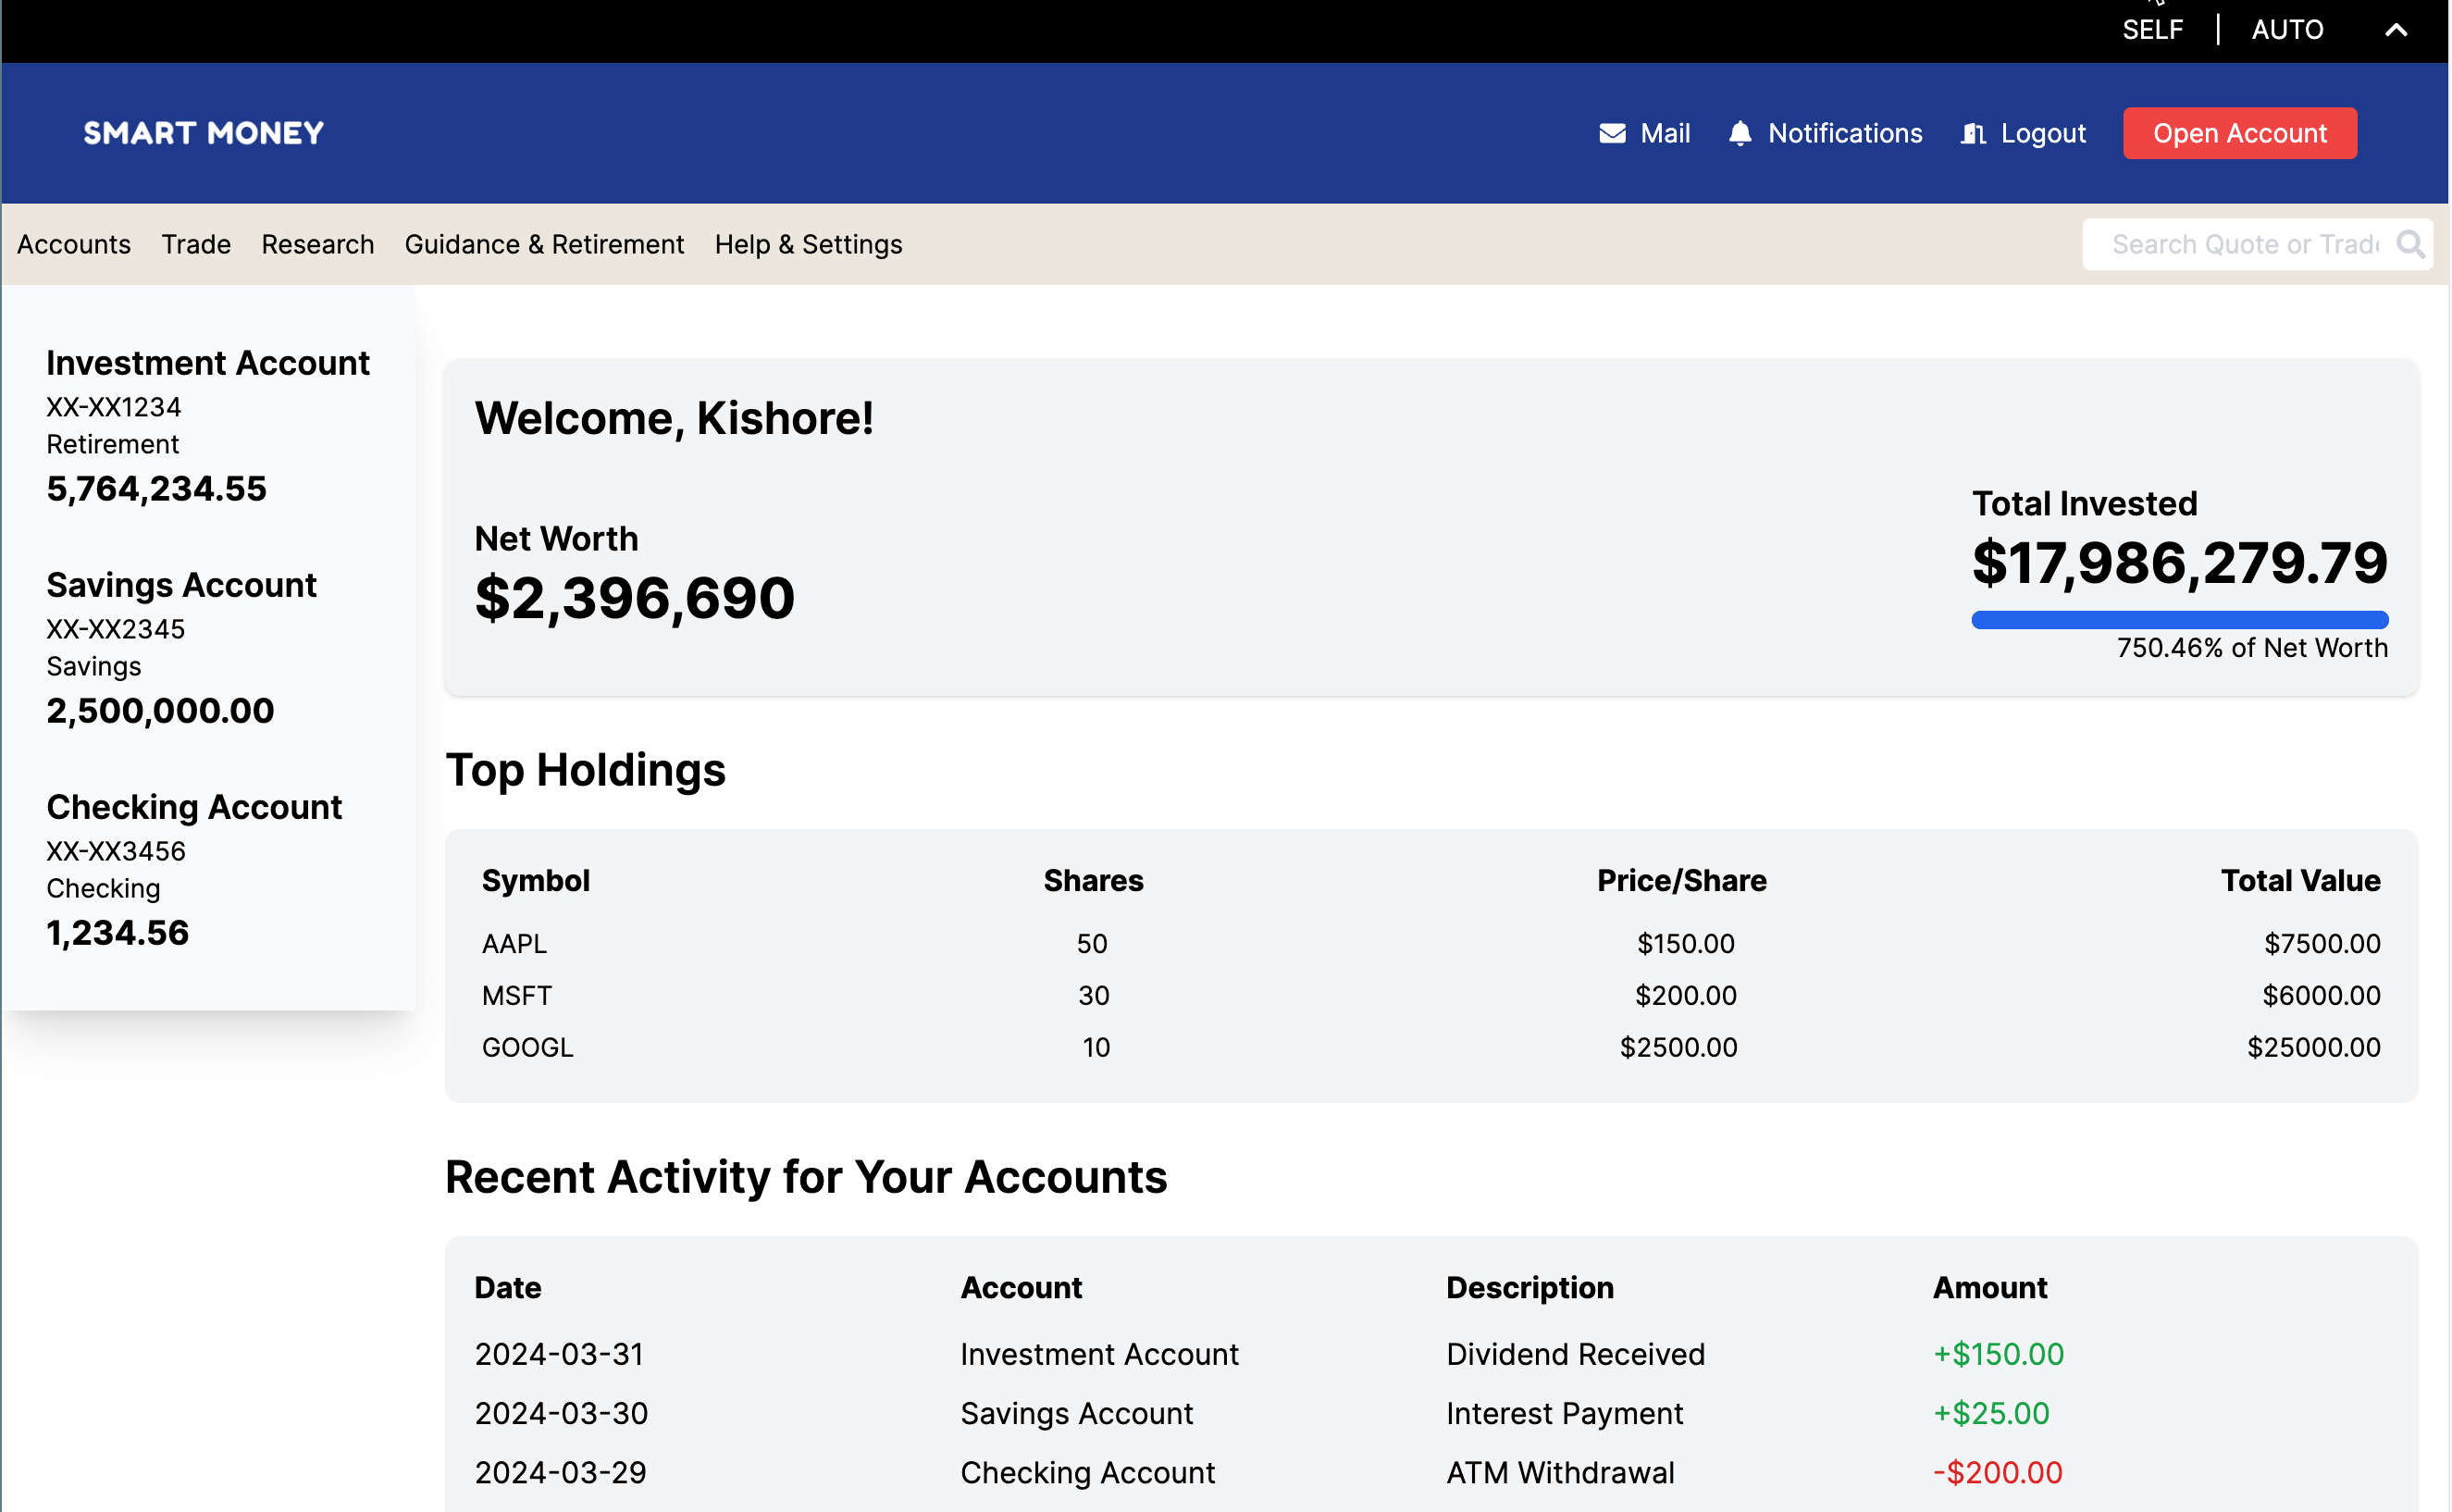 SELF | AUTO
SMART MONEY
Mail Notifications Logout Open Account
Accounts Trade Research Guidance & Retirement Help & Settings Search Quote or Trad
Investment Account
XX-XX1234
Retirement
5,764,234.55
Savings Account
XX-XX2345
Savings
2,500,000.00
Checking Account
XX-XX3456
Checking
1,234.56
Welcome, Kishore!
Net Worth
$2,396,690
Total Invested
$17,986,279.79
750.46% of Net Worth
Top Holdings
Symbol Shares Price/Share Total Value
AAPL 50 $150.00 $7500.00
MSFT 30 $200.00 $6000.00
GOOGL 10 $2500.00 $25000.00
Recent Activity for Your Accounts
Date Account Description Amount
2024-03-31 Investment Account Dividend Received +$150.00
2024-03-30 Savings Account Interest Payment +$25.00
2024-03-29 Checking Account ATM Withdrawal -$200.00